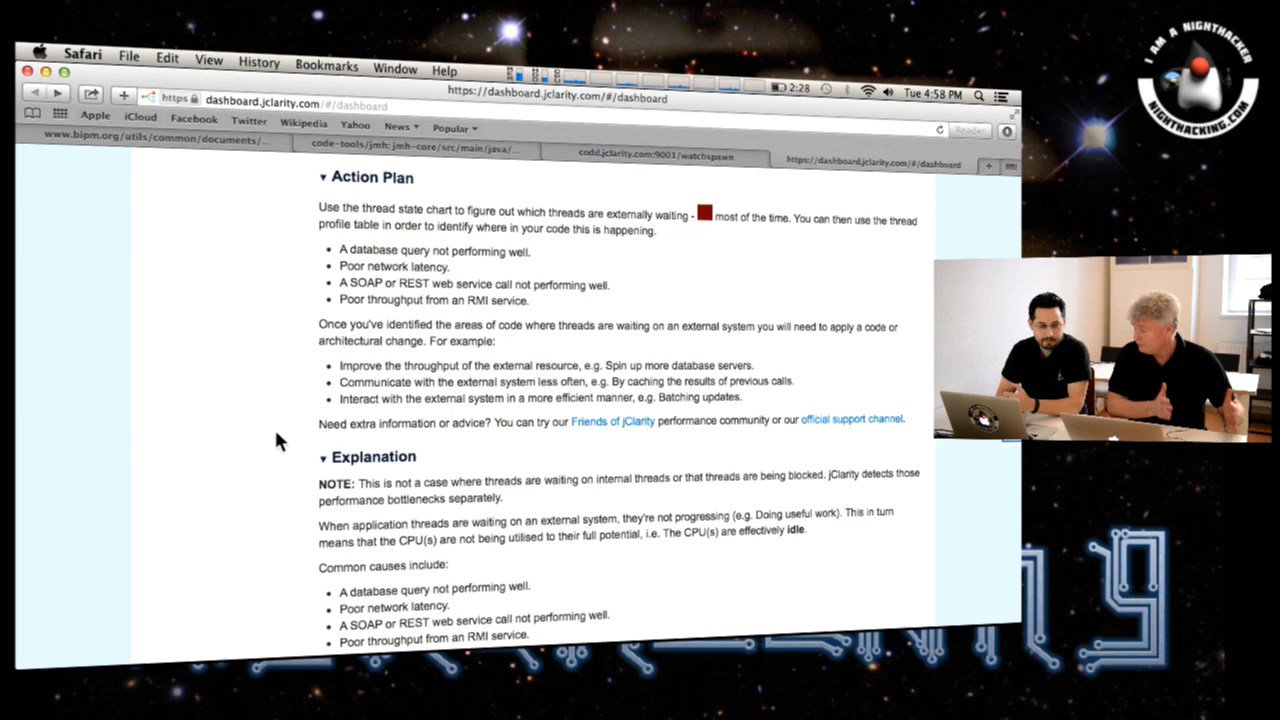 I AM A NIGHTHACKER
NIGHTHACKING.COM
Safari File Edit View History Bookmarks Window Help
2:28 Tue 4:58 PM
https://dashboard.jclarity.com/#/dashboard
https dashboard.jclarity.com/#/dashboard
Reader
Apple iCloud Facebook Twitter Wikipedia Yahoo News Popular
www.bipm.org/utils/common/documents/...
code-tools/jmh: jmh-core/src/main/java/...
codd.jclarity.com:9001/watchspawn
https://dashboard.jclarity.com/#/dashboard
Action Plan
Use the thread state chart to figure out which threads are externally waiting - most of the time. You can then use the thread
profile table in order to identify where in your code this is happening.
• A database query not performing well.
• Poor network latency.
• A SOAP or REST web service call not performing well.
• Poor throughput from an RMI service.
Once you've identified the areas of code where threads are waiting on an external system you will need to apply a code or
architectural change. For example:
• Improve the throughput of the external resource, e.g. Spin up more database servers.
• Communicate with the external system less often, e.g. By caching the results of previous calls.
• Interact with the external system in a more efficient manner, e.g. Batching updates.
Need extra information or advice? You can try our Friends of jClarity performance community or our official support channel.
Explanation
NOTE: This is not a case where threads are waiting on internal threads or that threads are being blocked. jClarity detects those
performance bottlenecks separately.
When application threads are waiting on an external system, they're not progressing (e.g. Doing useful work). This in turn
means that the CPU(s) are not being utilised to their full potential, i.e. The CPU(s) are effectively idle.
Common causes include:
• A database query not performing well.
• Poor network latency.
• A SOAP or REST web service call not performing well.
• Poor throughput from an RMI service.